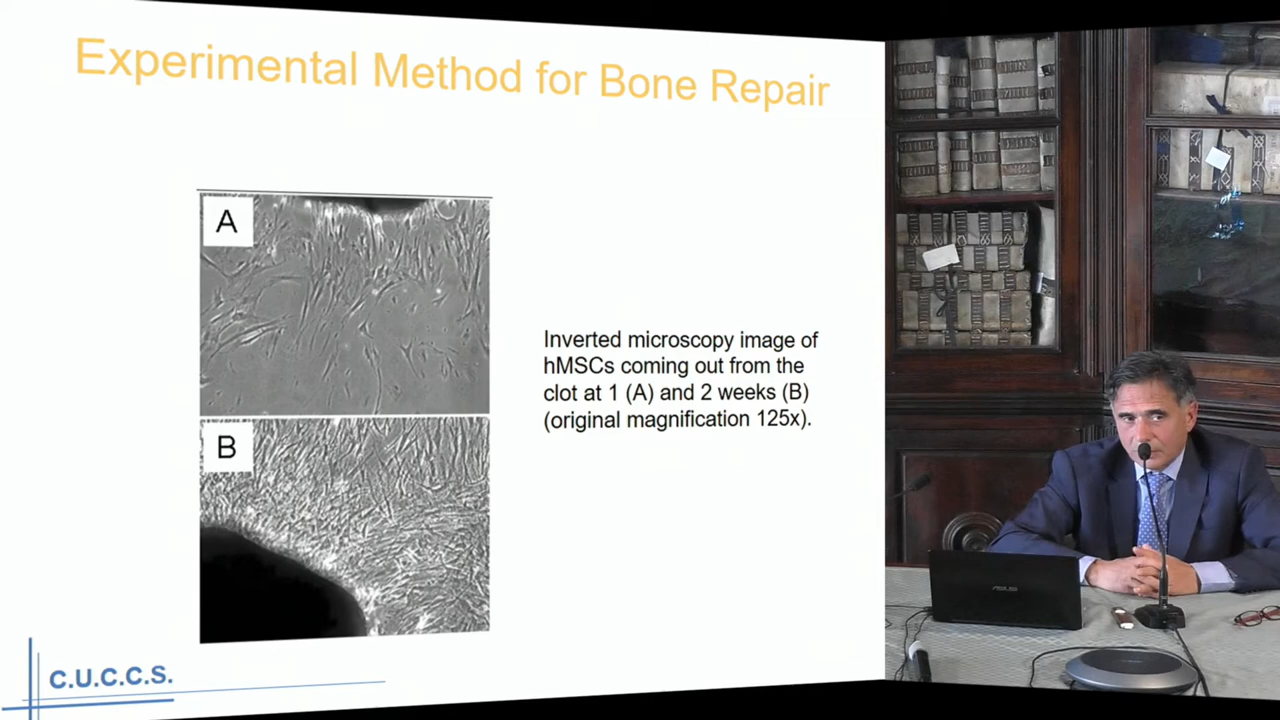 Experimental Method for Bone Repair
A
Inverted microscopy image of
hMSCs coming out from the
clot at 1 (A) and 2 weeks (B)
(original magnification 125x).
B
C.U.C.C.S.
ASUS